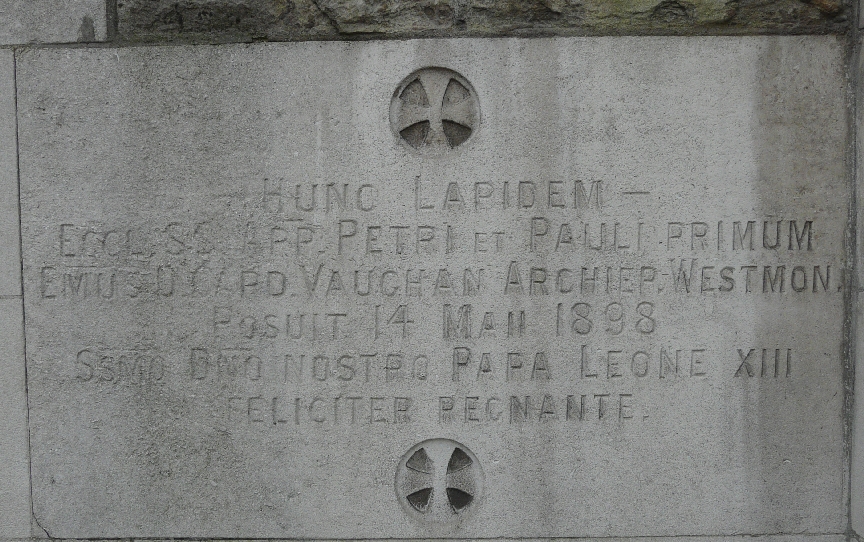 HUNC LAPIDEM —
ECCL. SS. APP. PETRI ET PAULI PRIMUM
EMUS D. CARD. VAUGHAN ARCHIEP. WESTMON.
POSUIT 14 MAII 1898
SSMO DNO NOSTRO PAPA LEONE XIII
FELICITER REGNANTE.